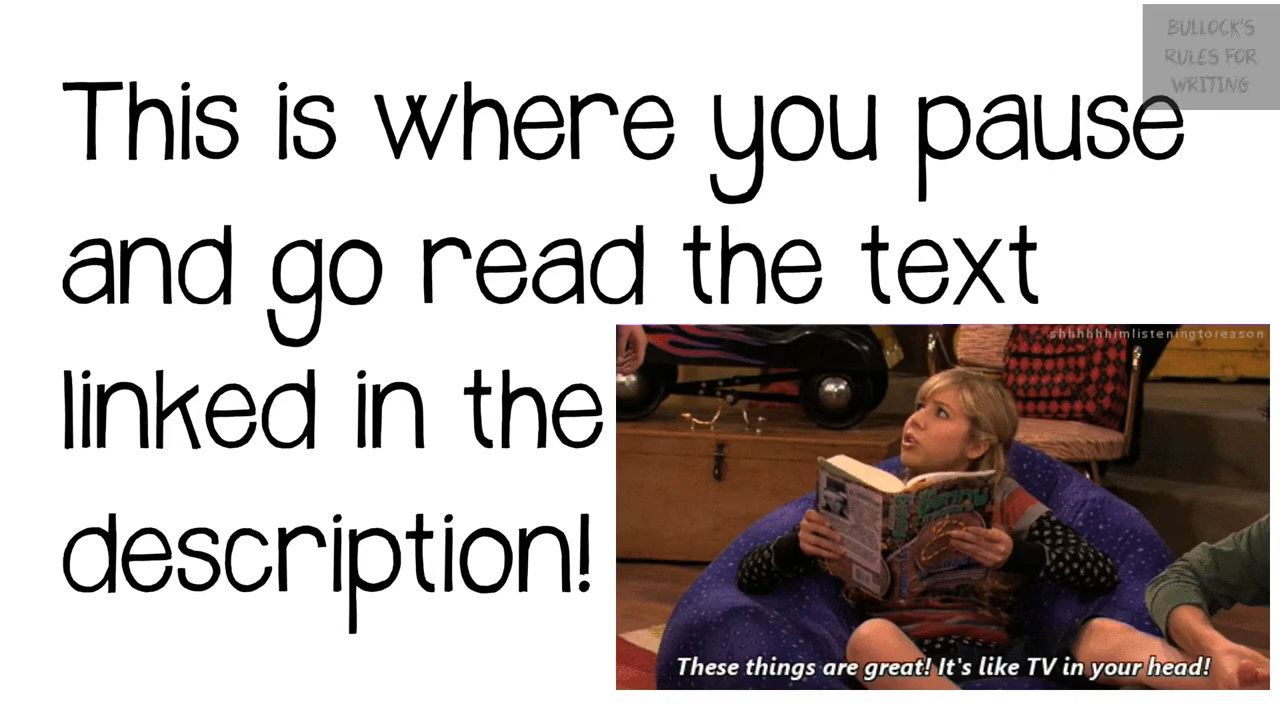 BULLOCK'S
RULES FOR
WRITING
This is where you pause
and go read the text
linked in the
description!
shhhhhhimlisteningtoreason
These things are great! It's like TV in your head!